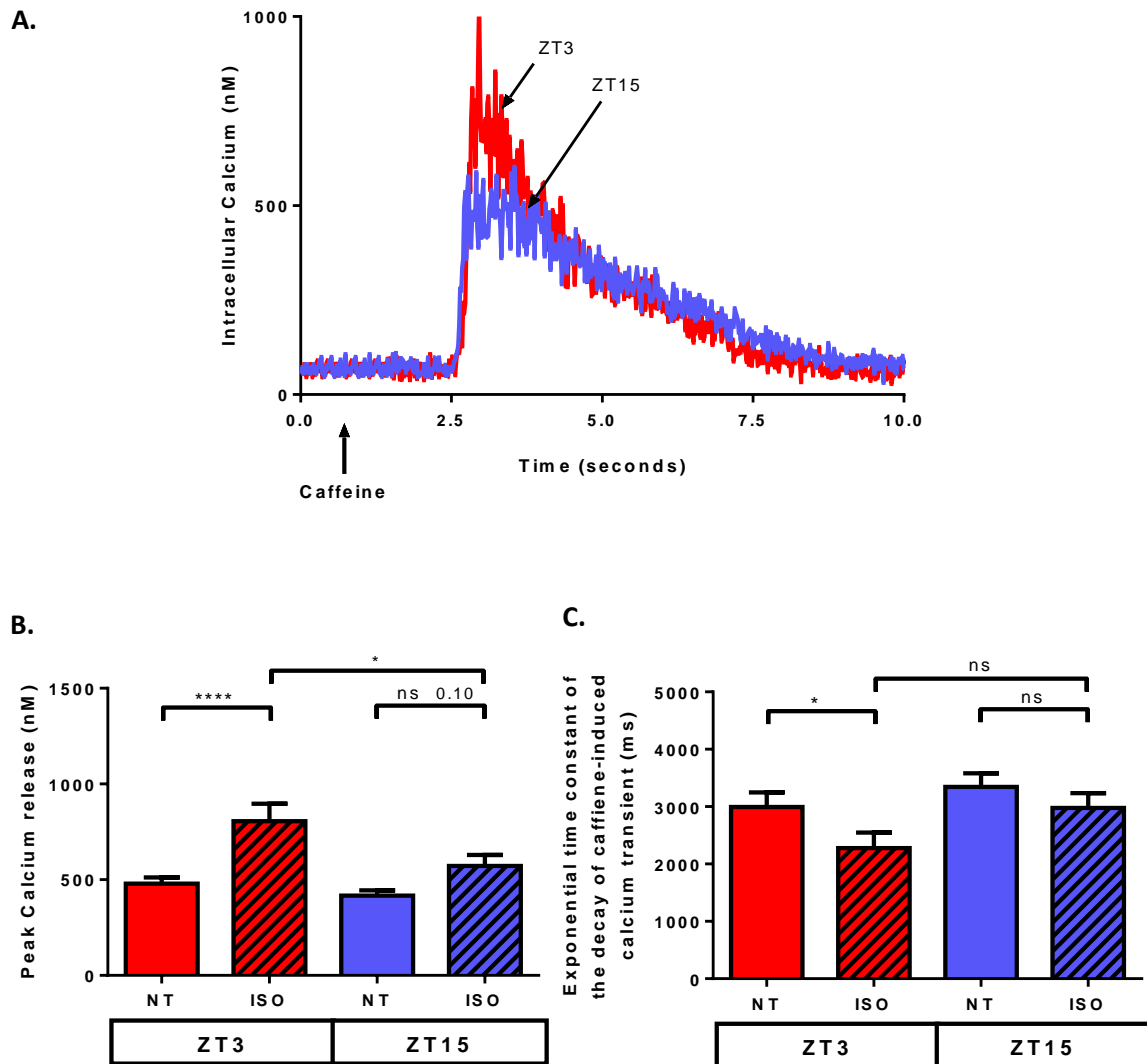 A.
1000
500
0
Intracellular Calcium (nM)
ZT3
ZT15
0.0 2.5 5.0 7.5 10.0
Time (seconds)
Caffeine
B.
Peak Calcium release (nM)
1500
1000
500
0
****
*
ns 0.10
NT ISO NT ISO
ZT3 ZT15
C.
Exponential time constant of
the decay of caffiene-induced
calcium transient (ms)
5000
4000
3000
2000
1000
0
*
ns
ns
NT ISO NT ISO
ZT3 ZT15